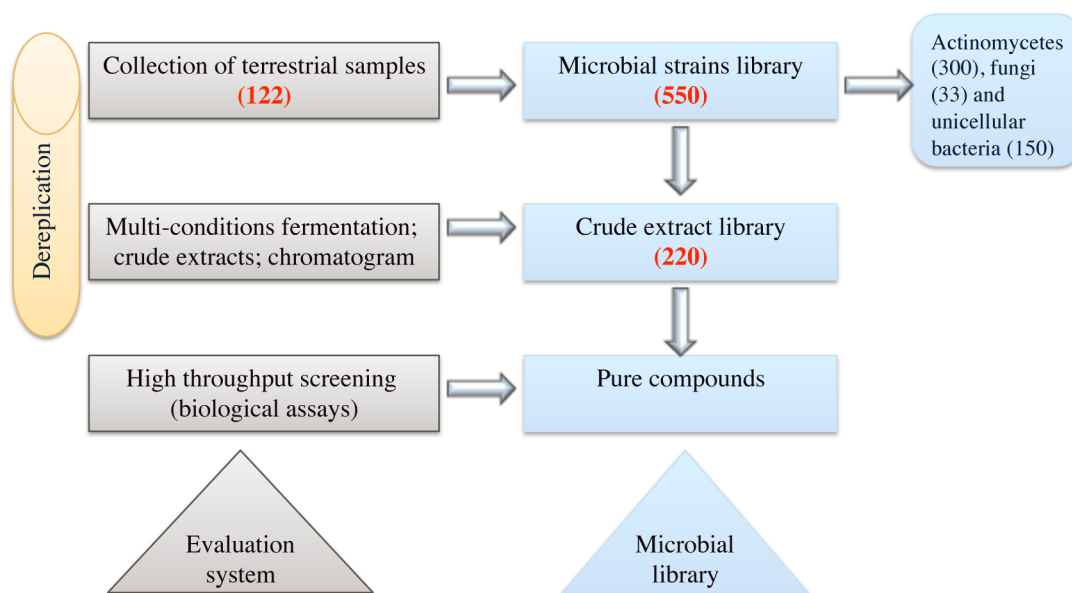 Dereplication
Collection of terrestrial samples
(122)
Microbial strains library
(550)
Actinomycetes
(300), fungi
(33) and
unicellular
bacteria (150)
Multi-conditions fermentation;
crude extracts; chromatogram
Crude extract library
(220)
High throughput screening
(biological assays)
Pure compounds
Evaluation
system
Microbial
library